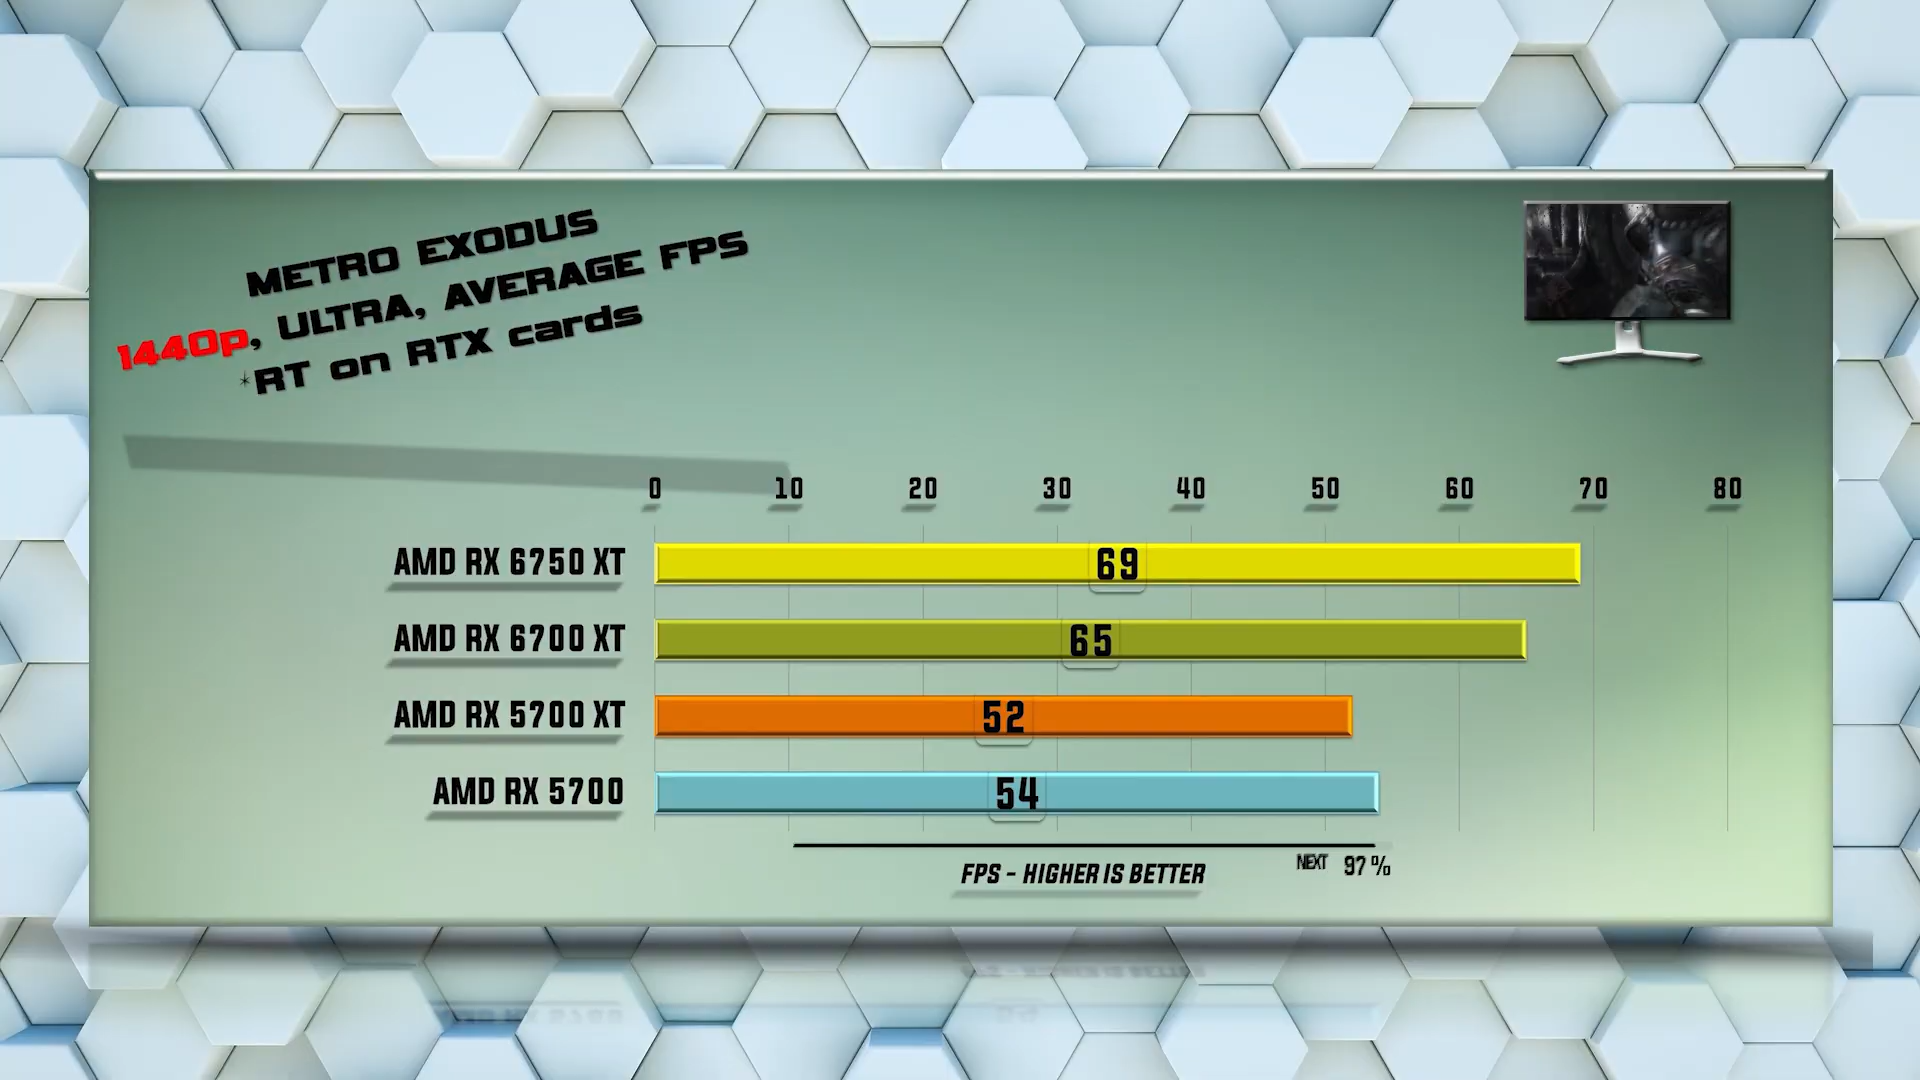 METRO EXODUS
1440p, ULTRA, AVERAGE FPS
*RT on RTX cards
0 10 20 30 40 50 60 70 80
AMD RX 6750 XT 69
AMD RX 6700 XT 65
AMD RX 5700 XT 52
AMD RX 5700 54
FPS - HIGHER IS BETTER
NEXT 97%